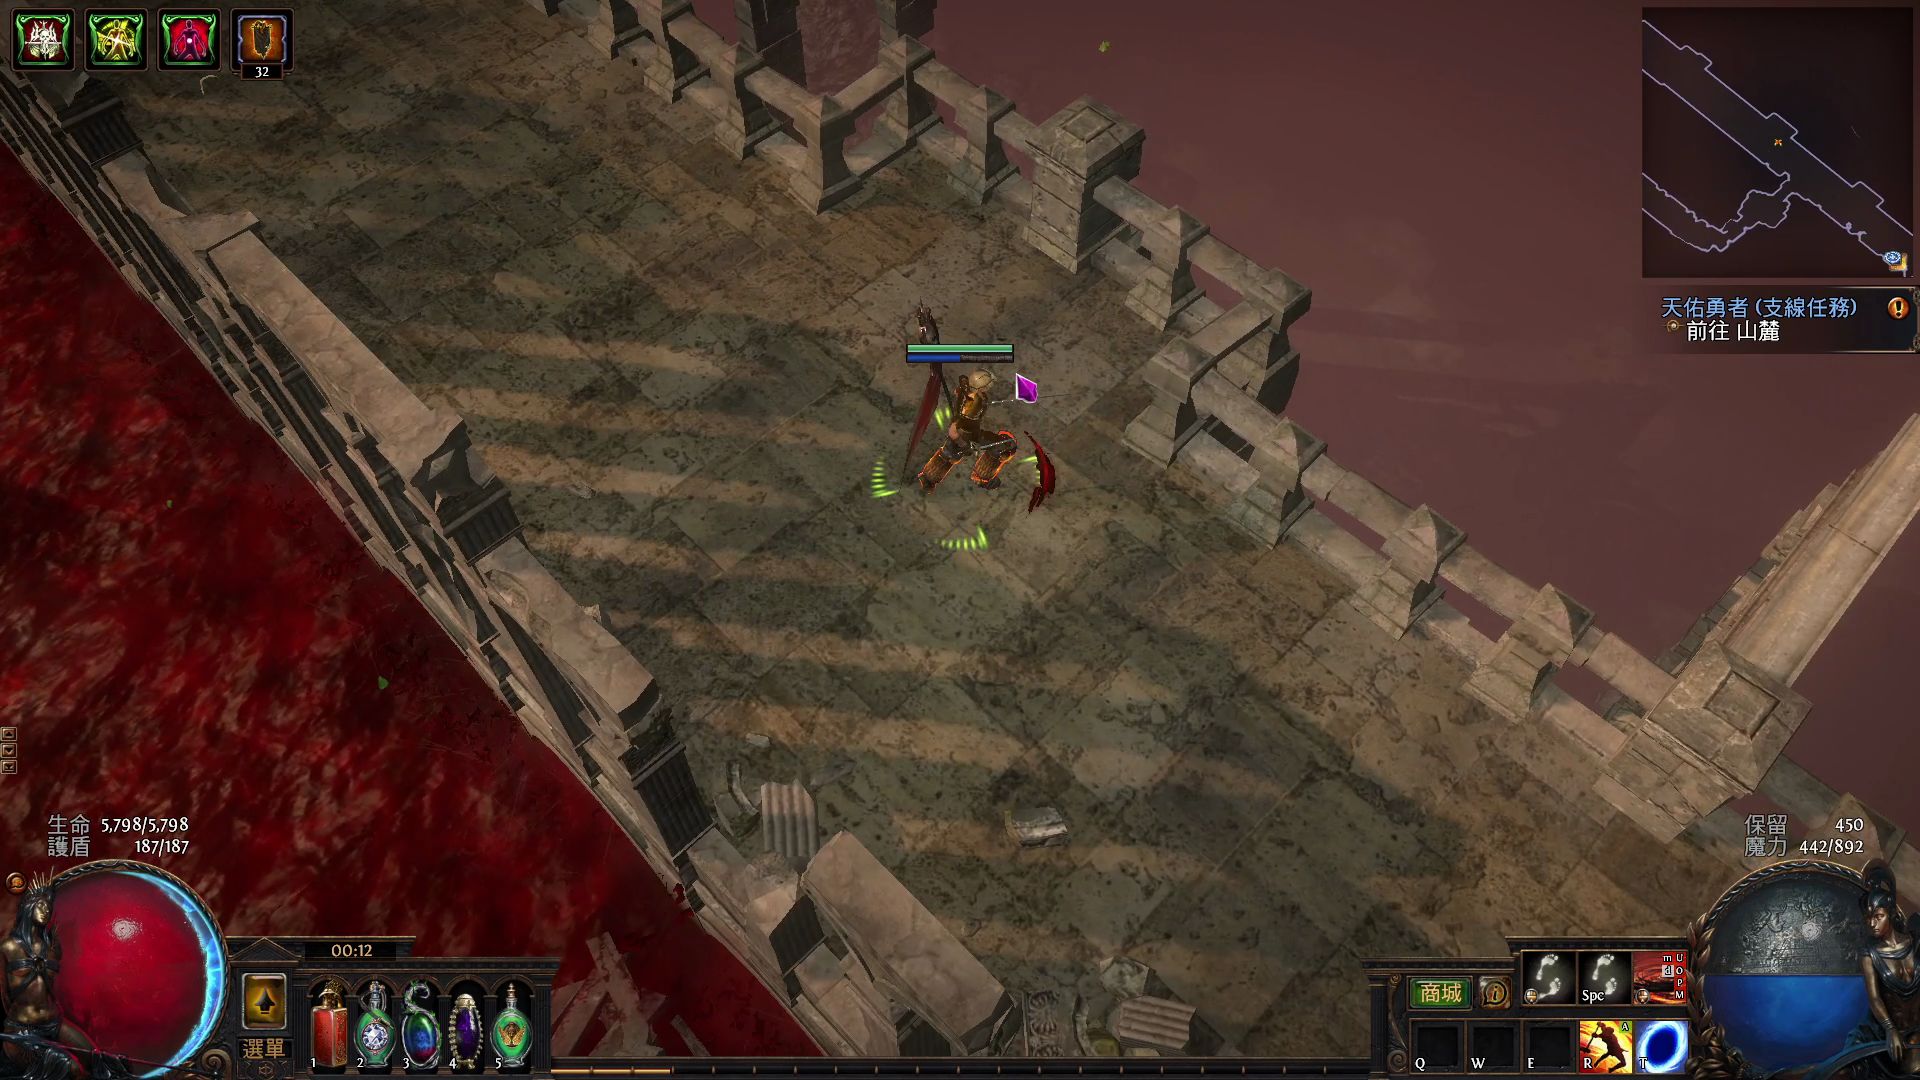 32
天佑勇者 (支線任務)
前往 山麓
生命 5,798/5,798
護盾 187/187
保留 450
魔力 442/892
00:12
選單
1 2 3 4 5
商城
Spc
Q W E R T
A